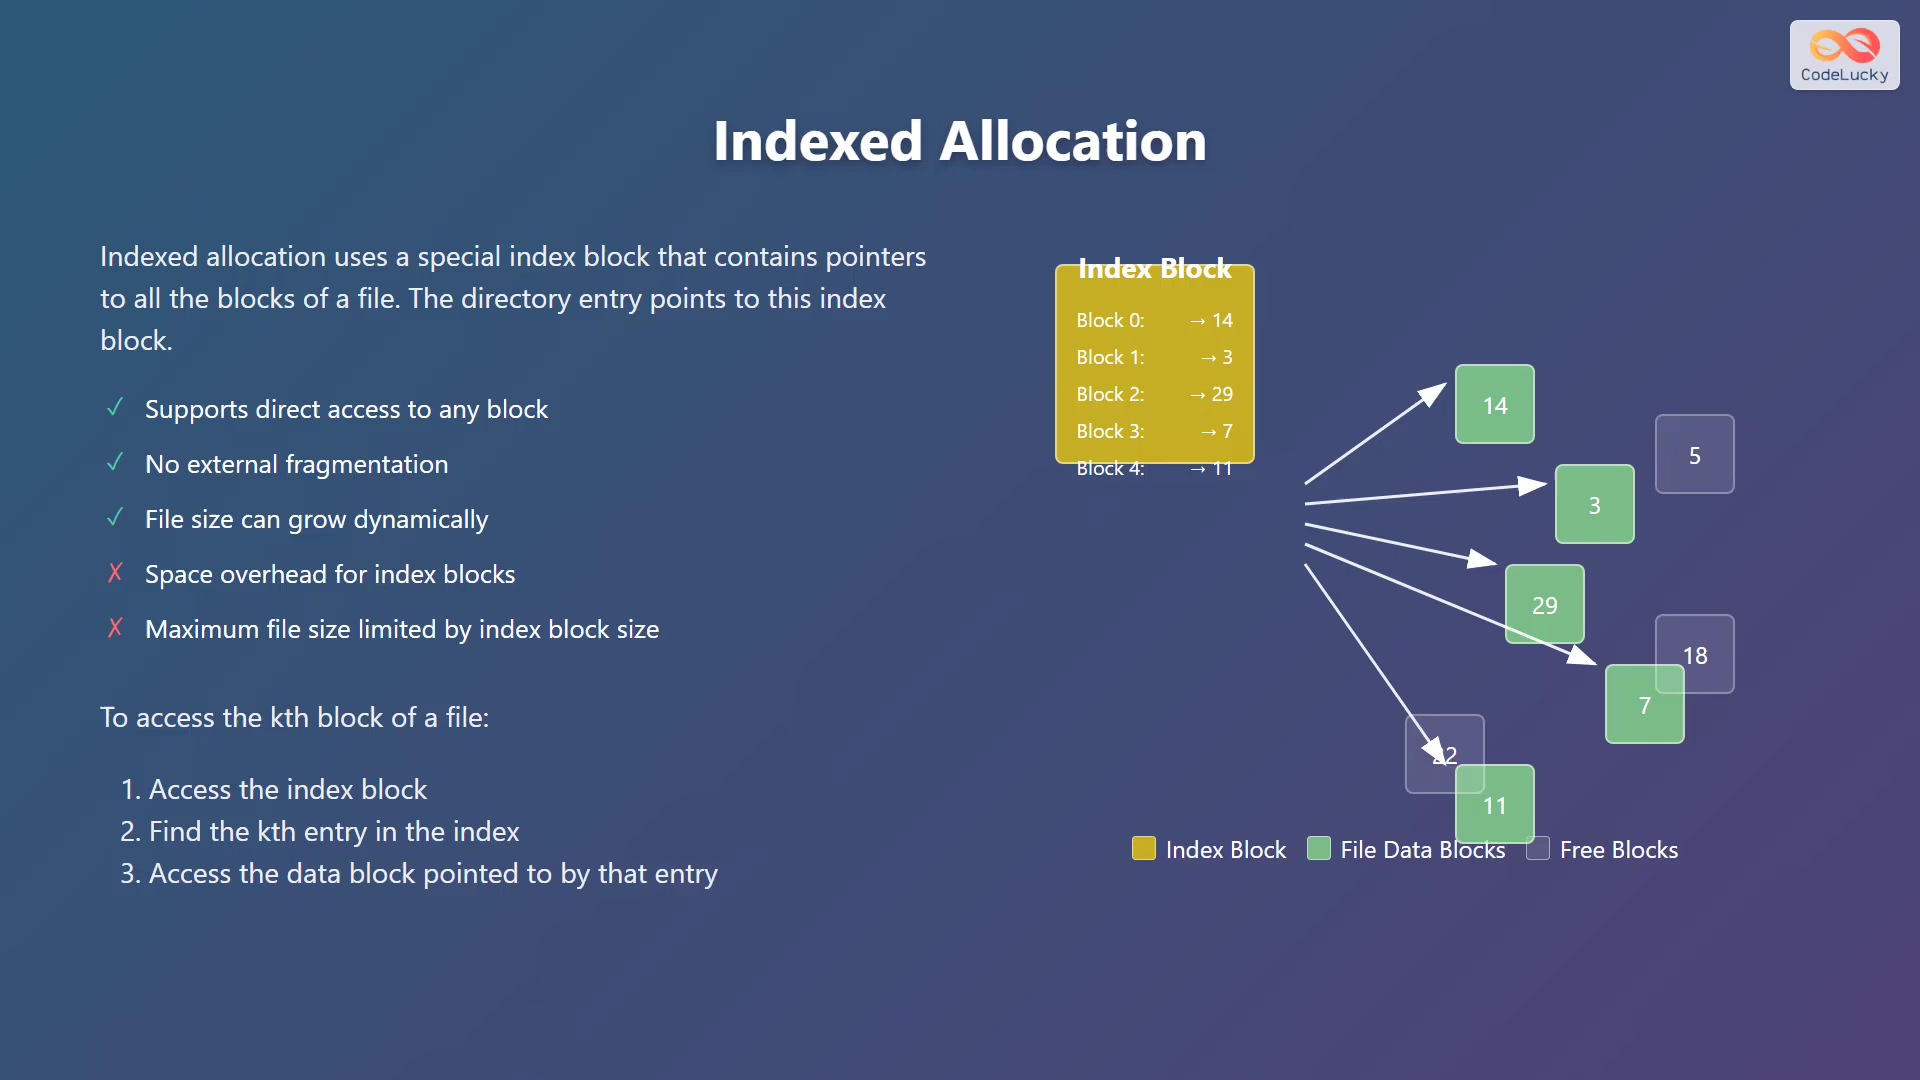 CodeLucky
Indexed Allocation
Indexed allocation uses a special index block that contains pointers
to all the blocks of a file. The directory entry points to this index
block.
✓ Supports direct access to any block
✓ No external fragmentation
✓ File size can grow dynamically
✗ Space overhead for index blocks
✗ Maximum file size limited by index block size
To access the kth block of a file:
1. Access the index block
2. Find the kth entry in the index
3. Access the data block pointed to by that entry
Index Block
Block 0: → 14
Block 1: → 3
Block 2: → 29
Block 3: → 7
Block 4: → 11
14
5
3
29
18
7
22
11
Index Block
File Data Blocks
Free Blocks